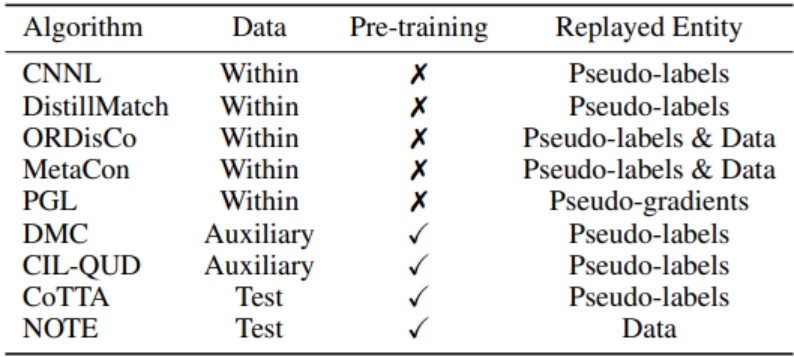 Algorithm Data Pre-training Replayed Entity
CNNL Within ✗ Pseudo-labels
DistillMatch Within ✗ Pseudo-labels
ORDisCo Within ✗ Pseudo-labels & Data
MetaCon Within ✗ Pseudo-labels & Data
PGL Within ✗ Pseudo-gradients
DMC Auxiliary ✓ Pseudo-labels
CIL-QUD Auxiliary ✓ Pseudo-labels
CoTTA Test ✓ Pseudo-labels
NOTE Test ✓ Data